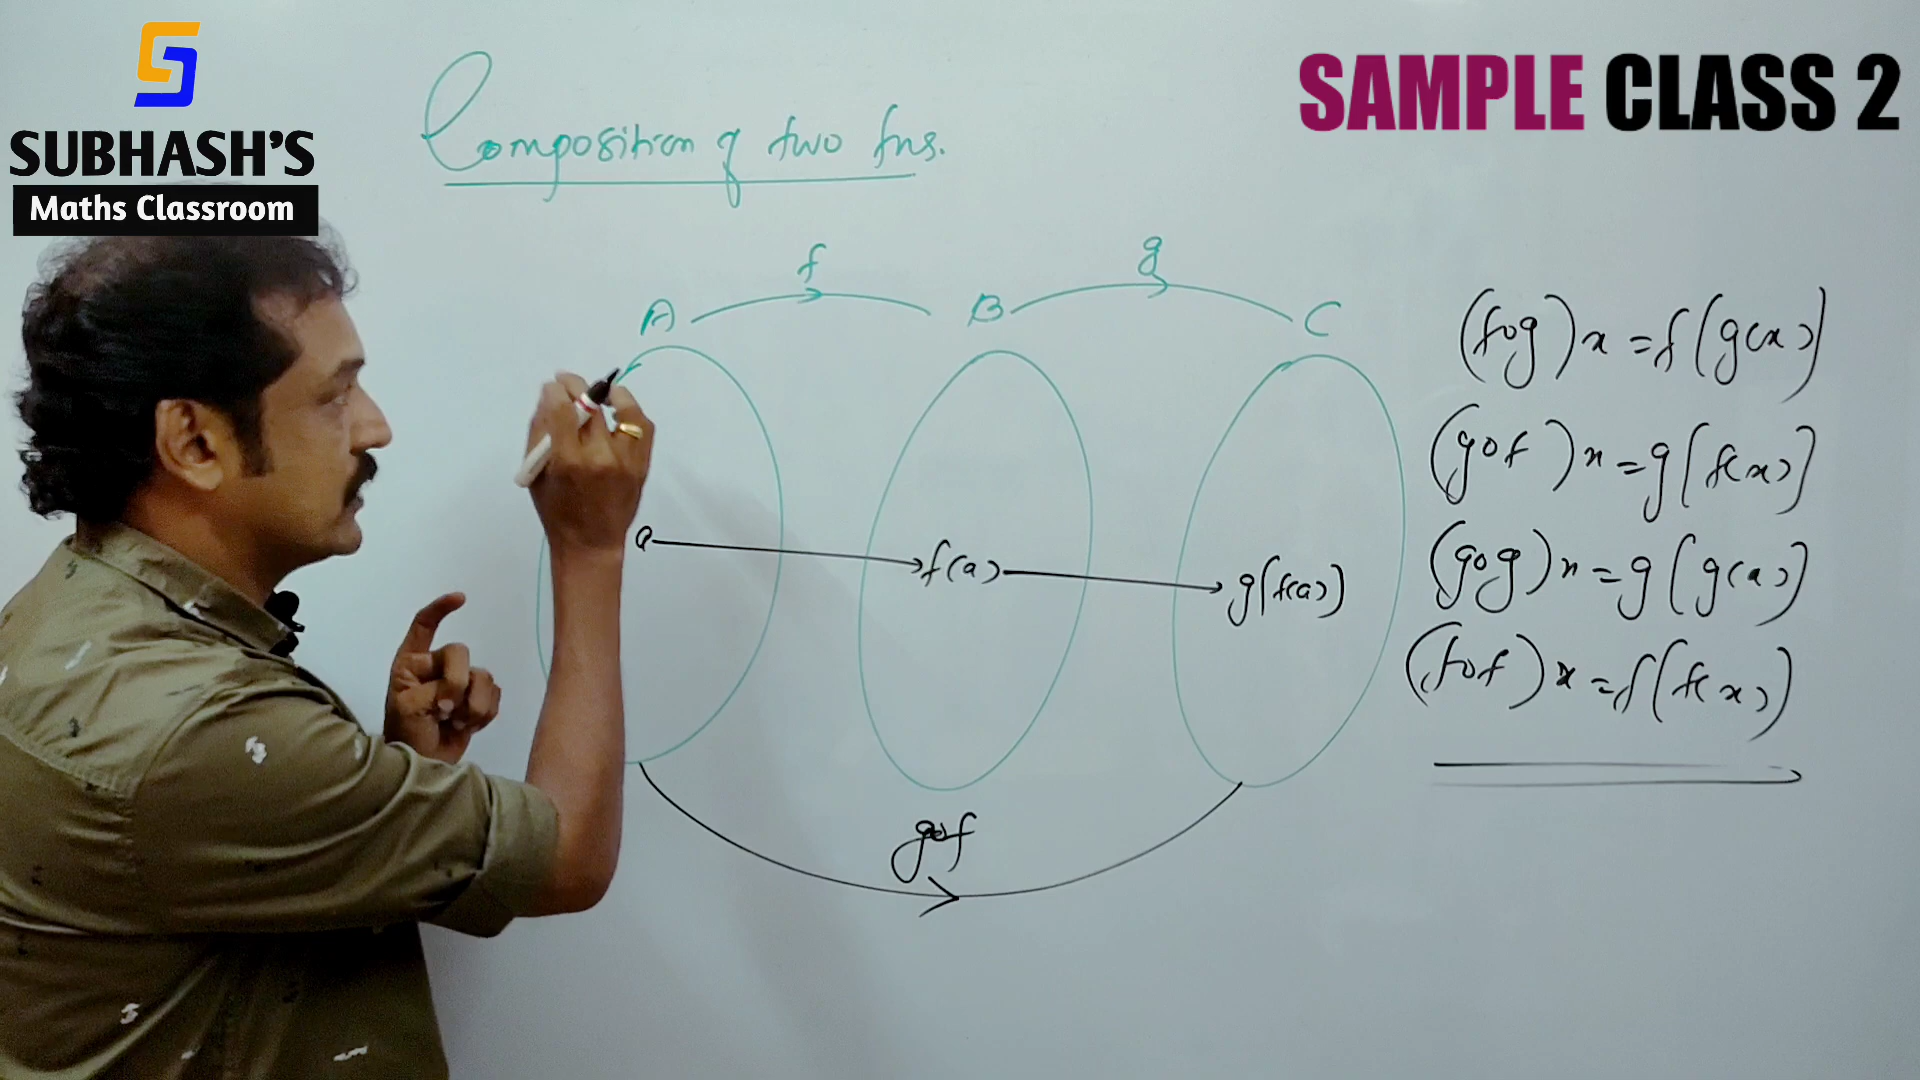 SUBHASH'S
Maths Classroom
SAMPLE CLASS 2
Composition of two fns.
f
g
A
B
C
a
f(a)
g(f(a))
gof
(fog)x = f(g(x))
(gof)x = g(f(x))
(gog)x = g(g(x))
(fof)x = f(f(x))